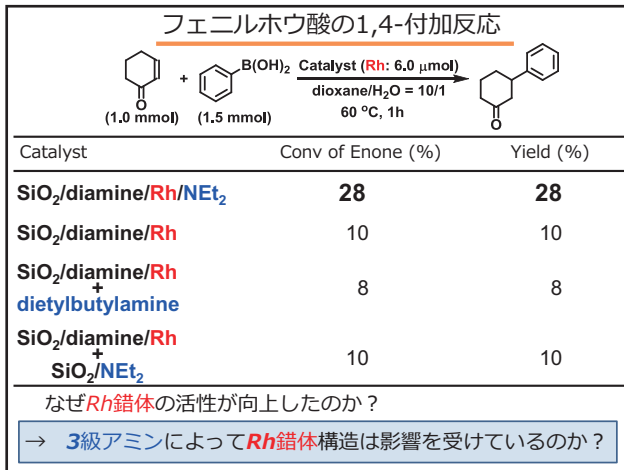 フェニルホウ酸の1,4-付加反応
O
(1.0 mmol)
+
B(OH)2
(1.5 mmol)
Catalyst (Rh: 6.0 μmol)
dioxane/H2O = 10/1
60 oC, 1h
O
Catalyst Conv of Enone (%) Yield (%)
SiO2/diamine/Rh/NEt2 28 28
SiO2/diamine/Rh 10 10
SiO2/diamine/Rh
+
dietylbutylamine
8 8
SiO2/diamine/Rh
+
SiO2/NEt2
10 10
なぜRh錯体の活性が向上したのか？
→ 3級アミンによってRh錯体構造は影響を受けているのか？